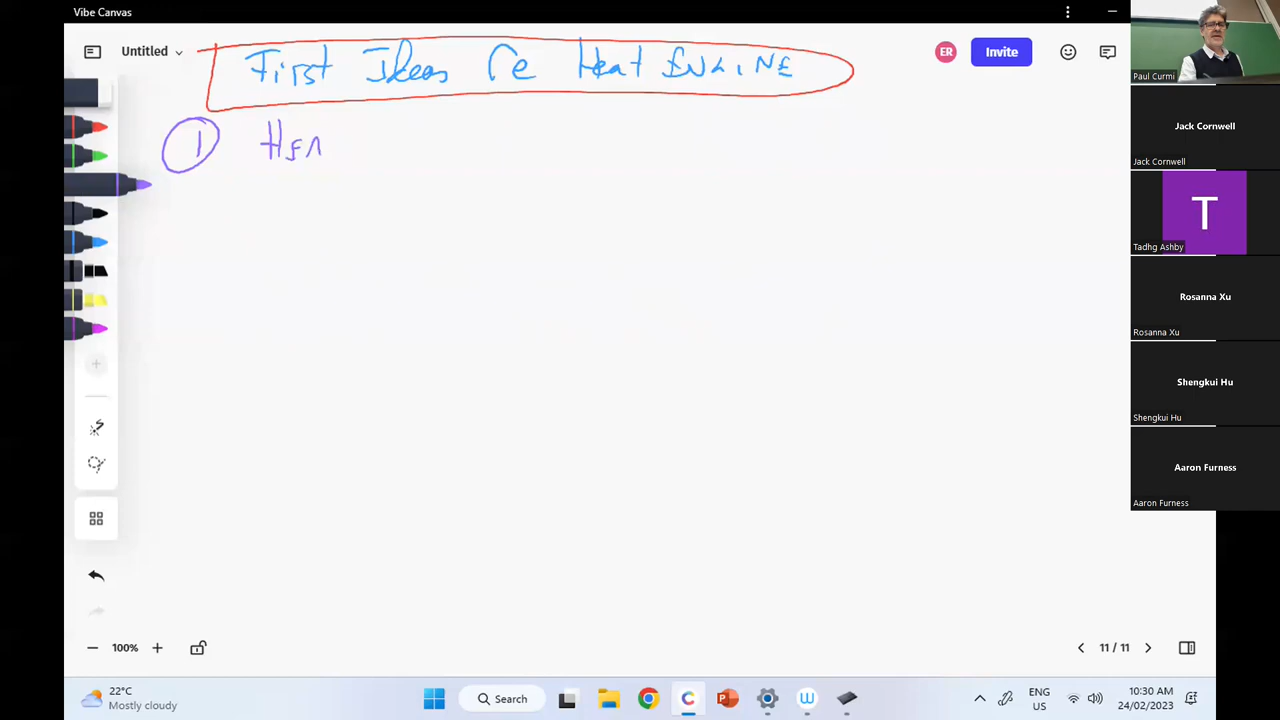 Vibe Canvas
Untitled
First Ideas re Heat ENGINE
ER
Invite
1 HEA
Paul Curmi
Jack Cornwell
Jack Cornwell
T
Tadhg Ashby
Rosanna Xu
Rosanna Xu
Shengkui Hu
Shengkui Hu
Aaron Furness
Aaron Furness
100%
11 / 11
22°C
Mostly cloudy
Search
ENG
US
10:30 AM
24/02/2023